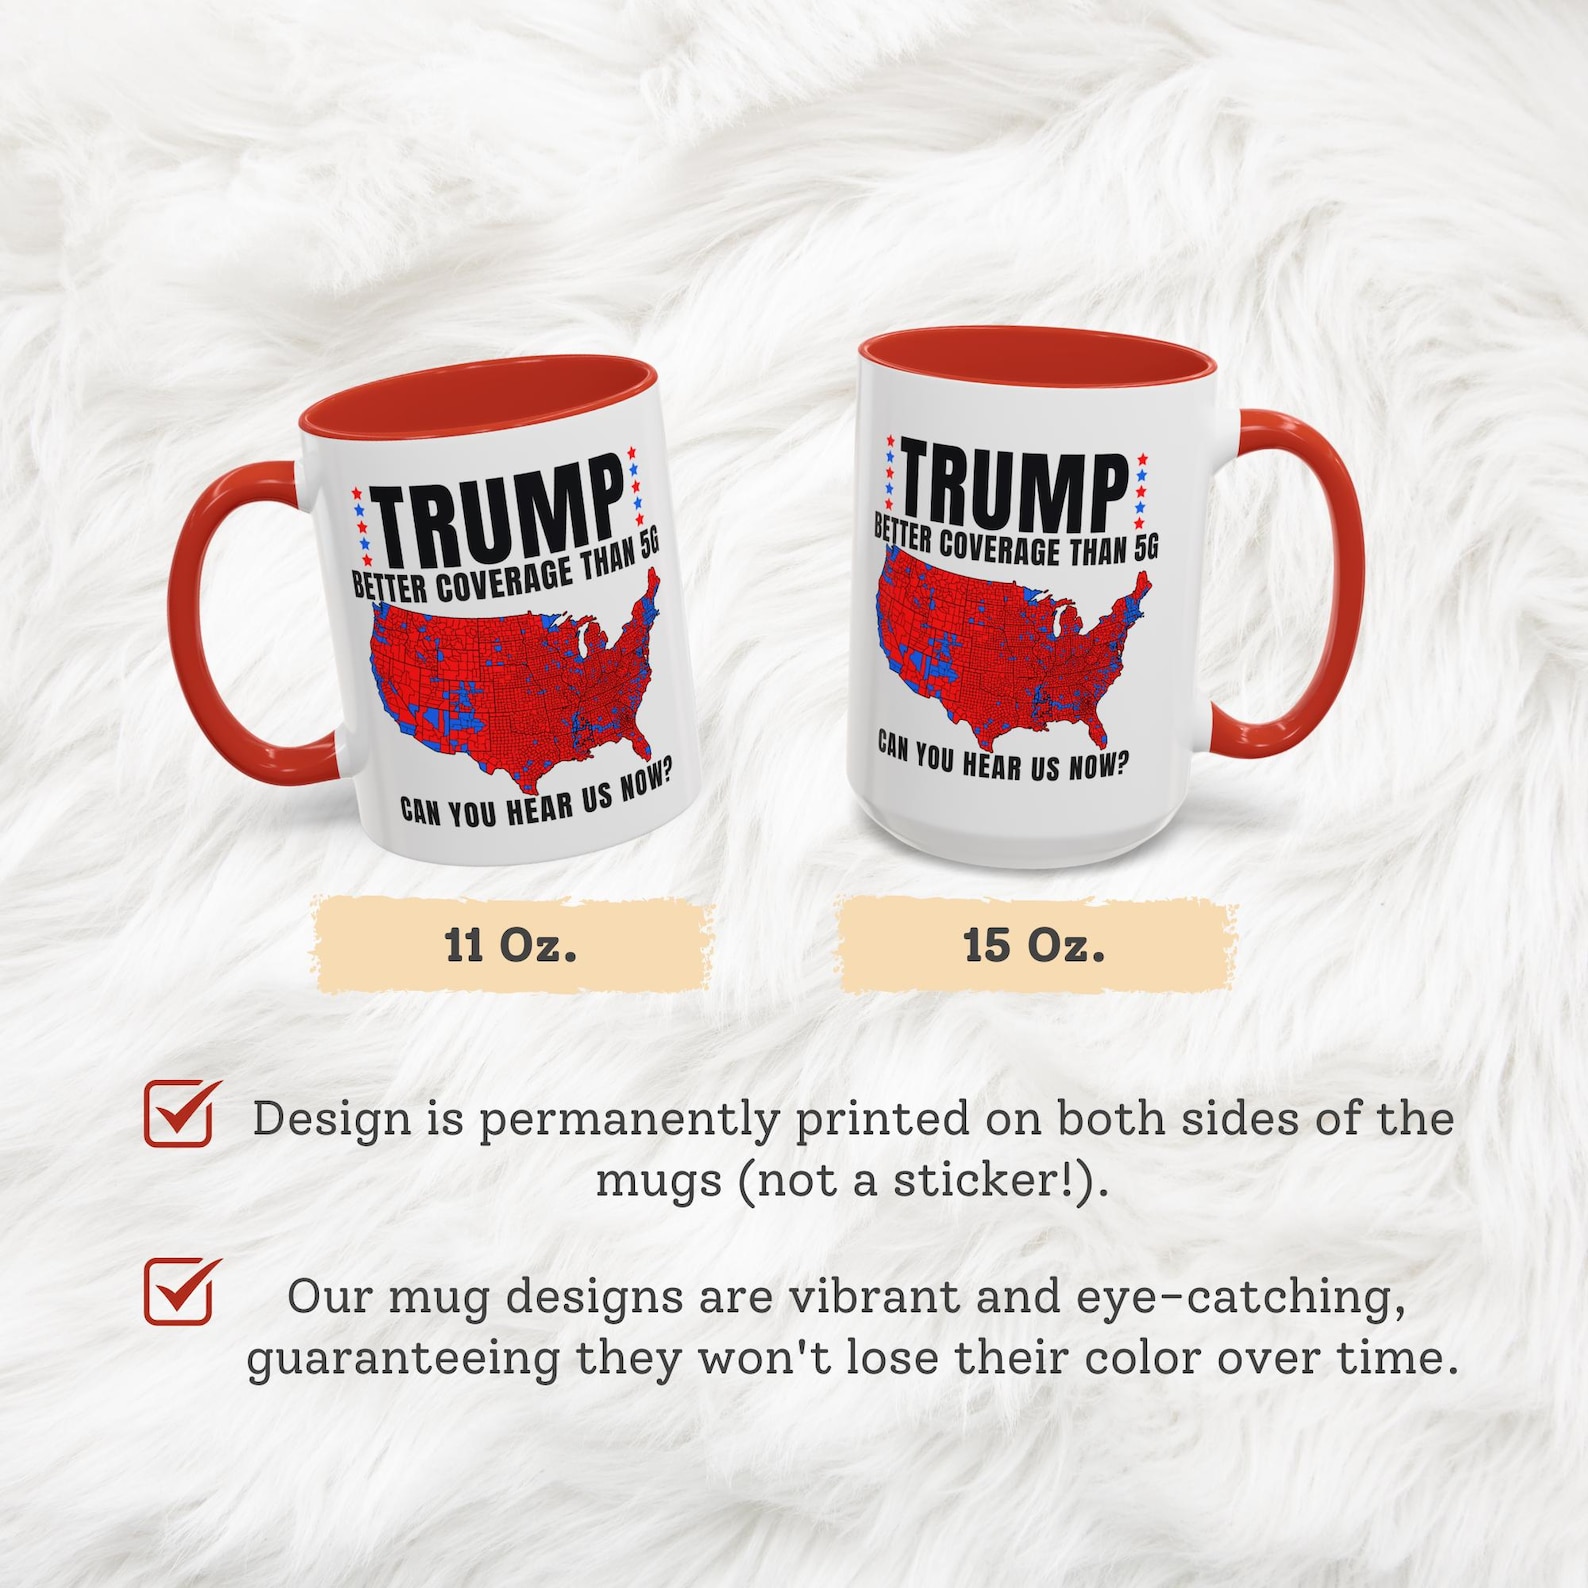 TRUMP
BETTER COVERAGE THAN 5G
CAN YOU HEAR US NOW?
TRUMP
BETTER COVERAGE THAN 5G
CAN YOU HEAR US NOW?
11 Oz.
15 Oz.
Design is permanently printed on both sides of the
mugs (not a sticker!).
Our mug designs are vibrant and eye-catching,
guaranteeing they won't lose their color over time.